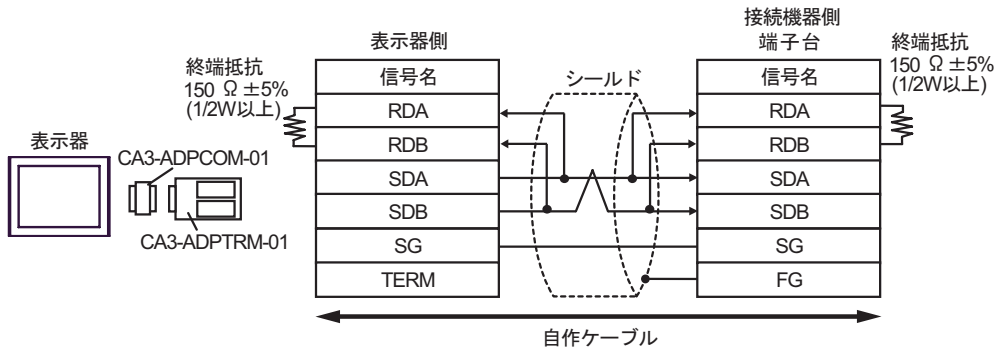 接続機器側
端子台
表示器側
終端抵抗
150 Ω ±5%
(1/2W以上)
終端抵抗
150 Ω ±5%
(1/2W以上)
表示器
CA3-ADPCOM-01
CA3-ADPTRM-01
信号名
RDA
RDB
SDA
SDB
SG
TERM
シールド
信号名
RDA
RDB
SDA
SDB
SG
FG
自作ケーブル